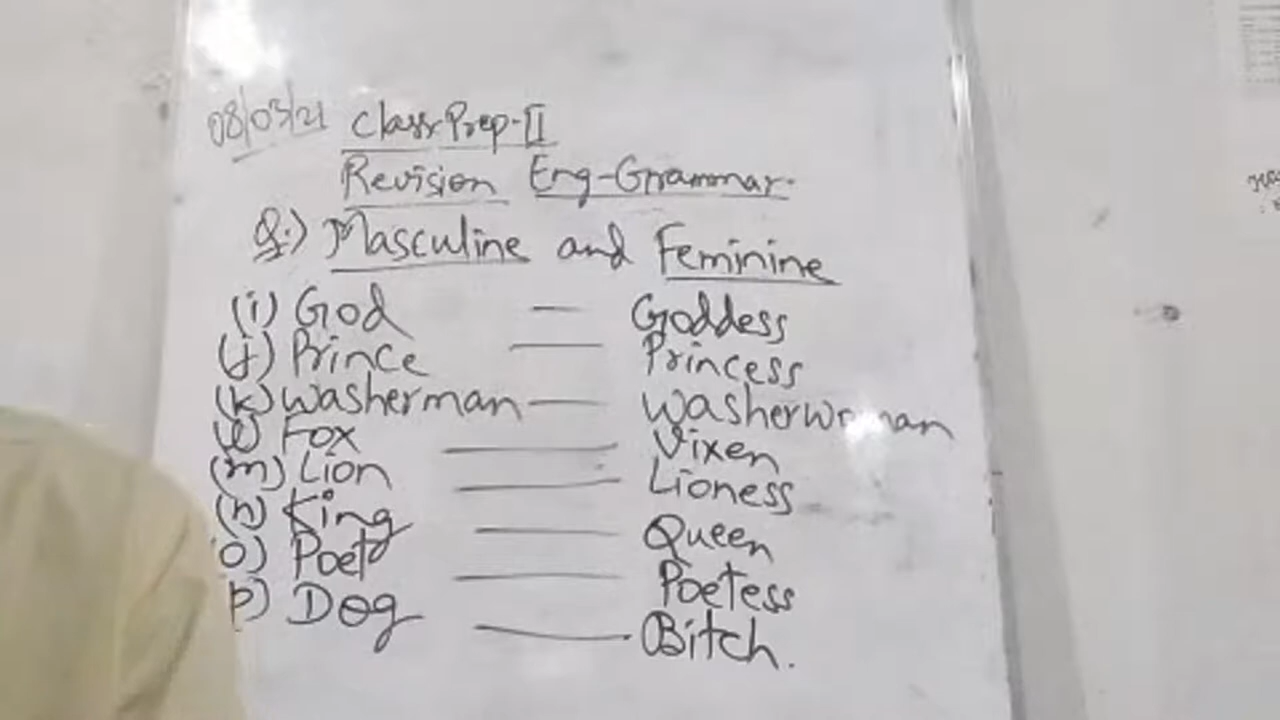 08/03/21 Class Prep-II
Revision Eng-Grammar.
Q.) Masculine and Feminine
(i) God — Goddess
(j) Prince — Princess
(k) Washerman — Washerwoman
(l) Fox — Vixen
(m) Lion — Lioness
(n) King — Queen
(o) Poet — Poetess
(p) Dog — Bitch.